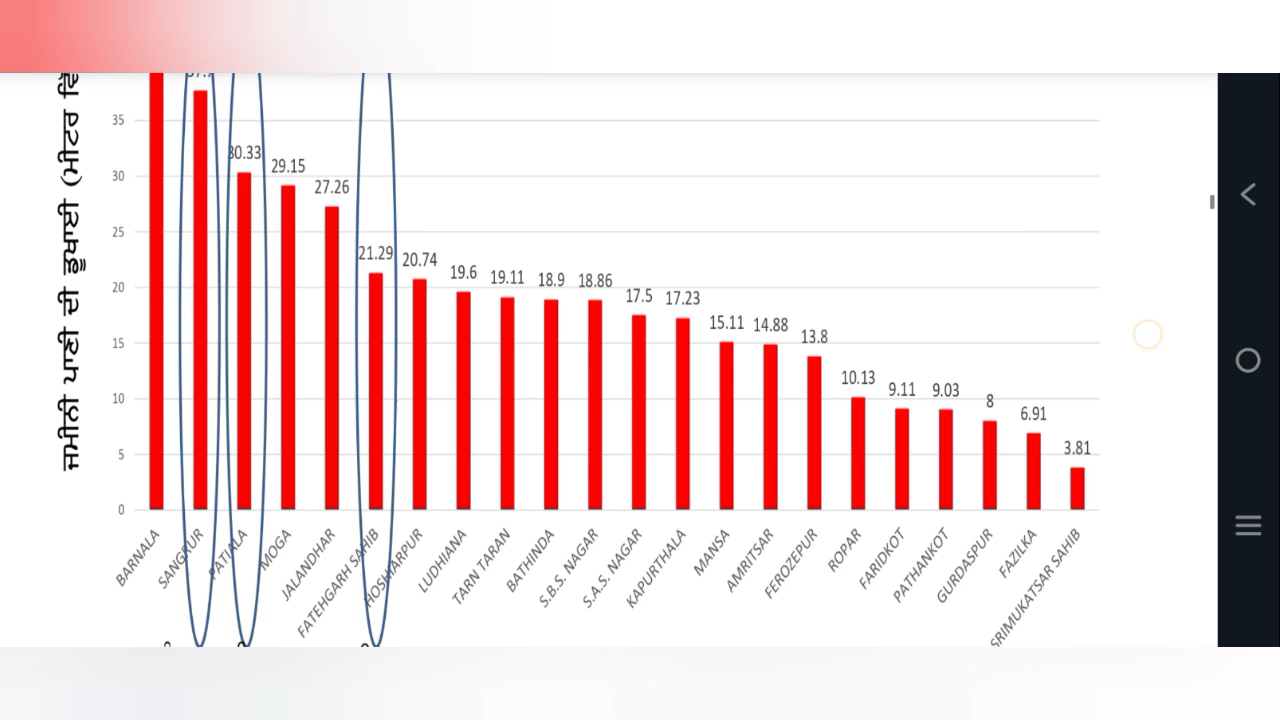 ਜਮੀਨੀ ਪਾਣੀ ਦੀ ਡੂਘਾਈ (ਮੀਟਰ
35
30
25
20
15
10
5
0
37.7
30.33
29.15
27.26
21.29
20.74
19.6
19.11
18.9
18.86
17.5
17.23
15.11
14.88
13.8
10.13
9.11
9.03
8
6.91
3.81
BARNALA
SANGRUR
PATIALA
MOGA
JALANDHAR
FATEHGARH SAHIB
HOSHIARPUR
LUDHIANA
TARN TARAN
BATHINDA
S.B.S. NAGAR
S.A.S. NAGAR
KAPURTHALA
MANSA
AMRITSAR
FEROZEPUR
ROPAR
FARIDKOT
PATHANKOT
GURDASPUR
FAZILKA
SRIMUKATSAR SAHIB